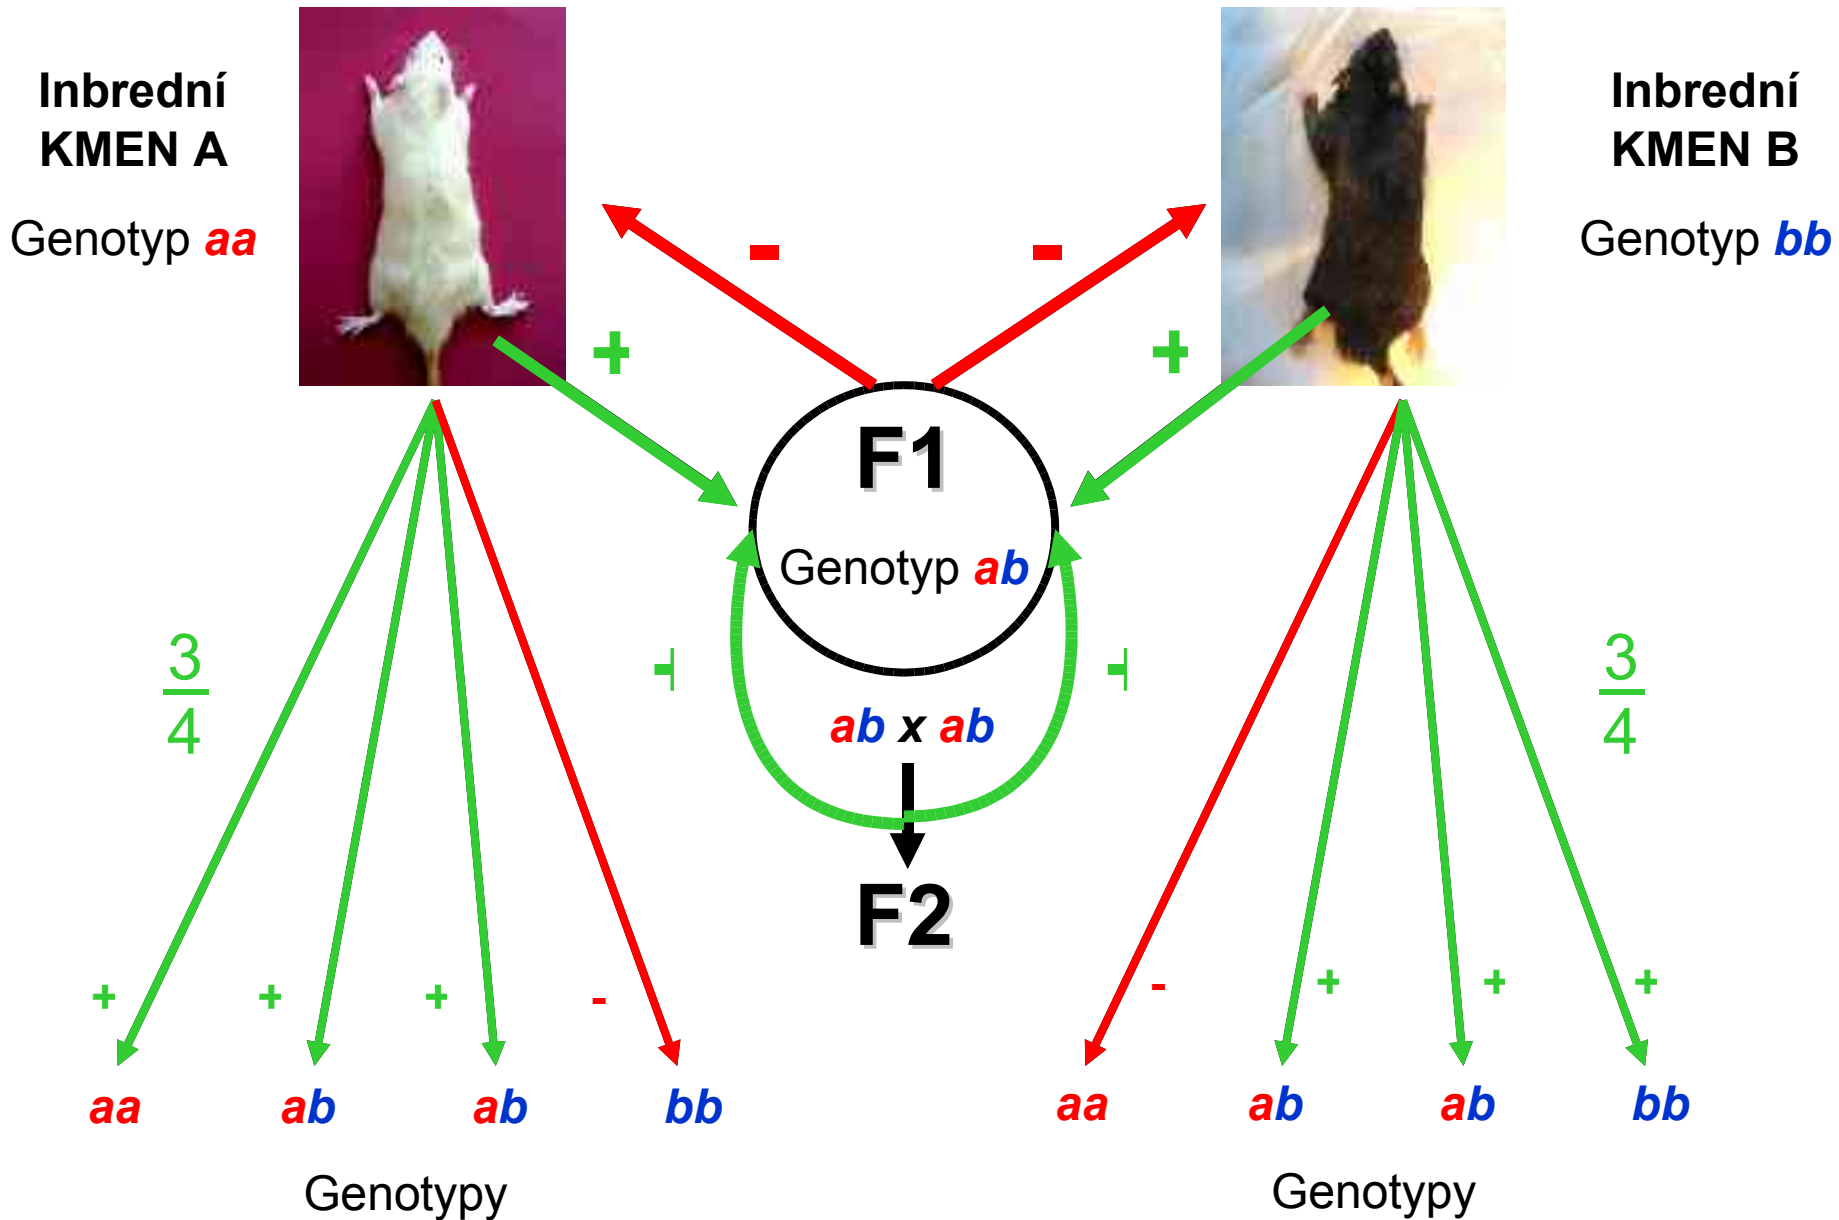 Inbrední
KMEN A
Genotyp aa
Inbrední
KMEN B
Genotyp bb
-
-
+
+
F1
Genotyp ab
3
4
3
4
ab x ab
F2
+
+
+
-
-
+
+
+
aa
ab
ab
bb
aa
ab
ab
bb
Genotypy
Genotypy